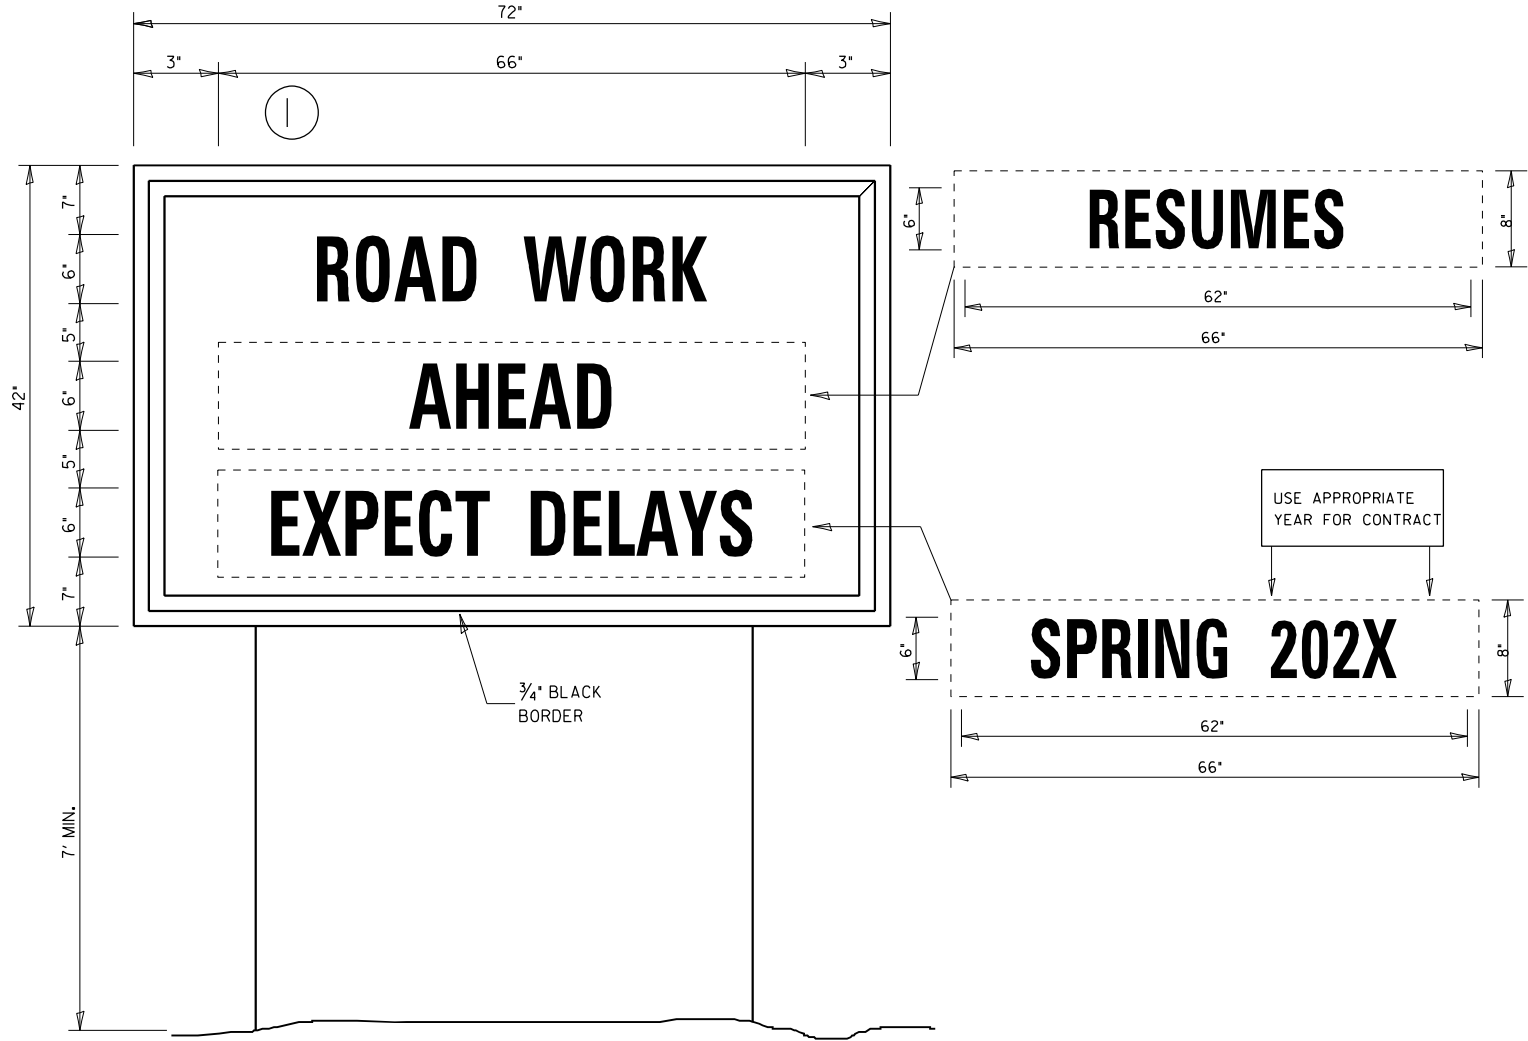 72"
3" 66" 3"
1
42"
7"
6"
5"
6"
5"
6"
7"
7' MIN.
ROAD WORK
AHEAD
EXPECT DELAYS
¾" BLACK
BORDER
6"
RESUMES
8"
62"
66"
USE APPROPRIATE
YEAR FOR CONTRACT
6"
SPRING 202X
8"
62"
66"